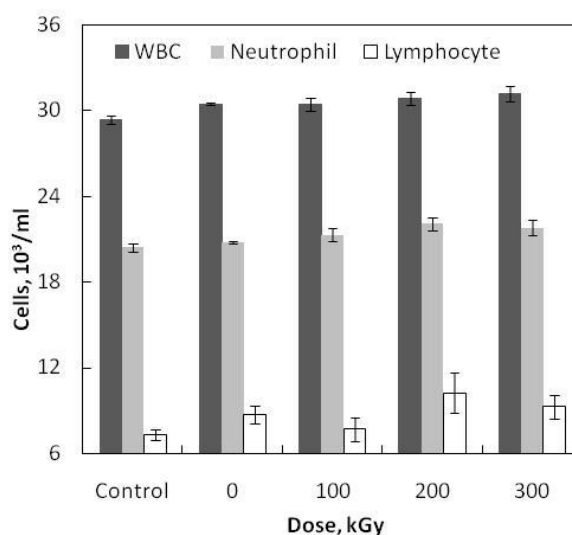 36
WBC Neutrophil Lymphocyte
30
24
18
12
6
Cells, 10³/ml
Control 0 100 200 300
Dose, kGy